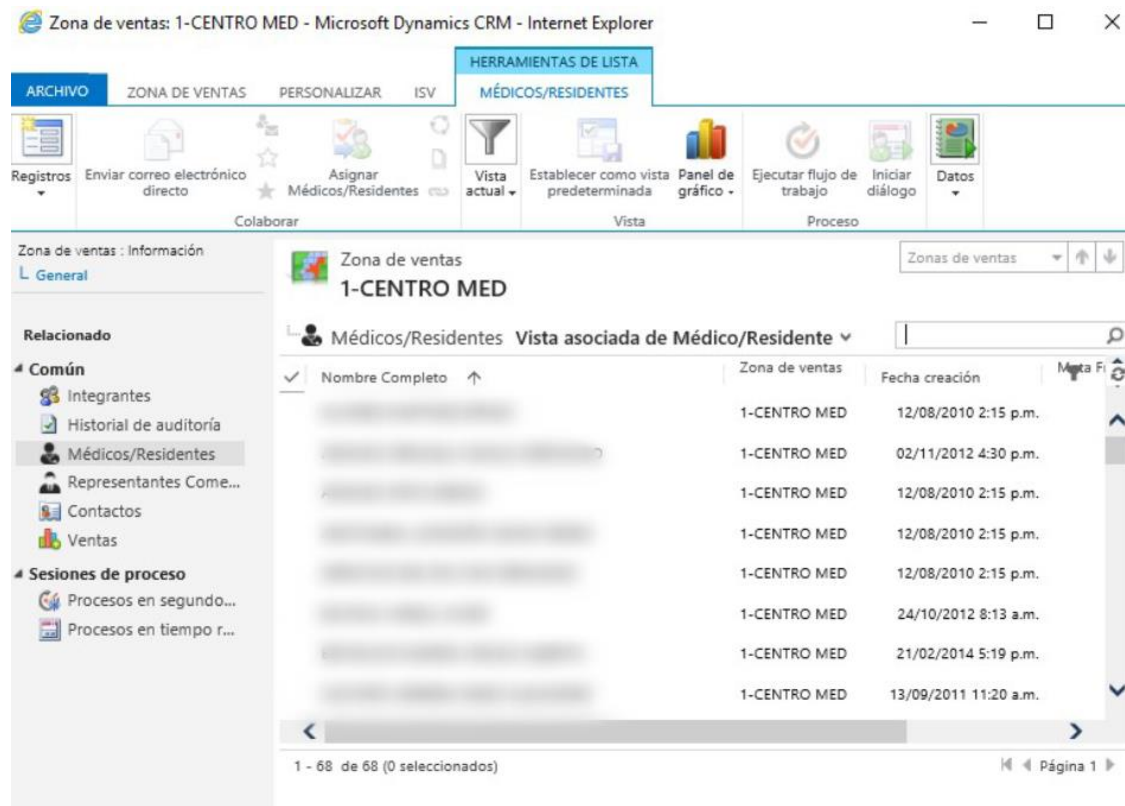 Zona de ventas: 1-CENTRO MED - Microsoft Dynamics CRM - Internet Explorer
HERRAMIENTAS DE LISTA
ARCHIVO ZONA DE VENTAS PERSONALIZAR ISV MÉDICOS/RESIDENTES
Registros Enviar correo electrónico directo Asignar Médicos/Residentes Vista actual Establecer como vista predeterminada Panel de gráfico Ejecutar flujo de trabajo Iniciar diálogo Datos
Colaborar Vista Proceso
Zona de ventas : Información
General
Zona de ventas
1-CENTRO MED
Zonas de ventas
Relacionado
Común
Integrantes
Historial de auditoría
Médicos/Residentes
Representantes Come...
Contactos
Ventas
Sesiones de proceso
Procesos en segundo...
Procesos en tiempo r...
Médicos/Residentes Vista asociada de Médico/Residente
Nombre Completo Zona de ventas Fecha creación
1-CENTRO MED 12/08/2010 2:15 p.m.
1-CENTRO MED 02/11/2012 4:30 p.m.
1-CENTRO MED 12/08/2010 2:15 p.m.
1-CENTRO MED 12/08/2010 2:15 p.m.
1-CENTRO MED 12/08/2010 2:15 p.m.
1-CENTRO MED 24/10/2012 8:13 a.m.
1-CENTRO MED 21/02/2014 5:19 p.m.
1-CENTRO MED 13/09/2011 11:20 a.m.
1 - 68 de 68 (0 seleccionados)
Página 1